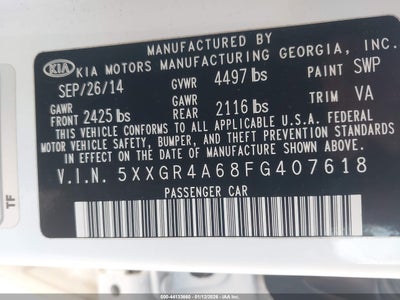 MANUFACTURED BY
KIA KIA MOTORS MANUFACTURING GEORGIA, INC.
SEP/26/14 GVWR 4497 lbs PAINT SWP
GAWR FRONT 2425 lbs GAWR REAR 2116 lbs TRIM VA
THIS VEHICLE CONFORMS TO ALL APPLICABLE U.S. FEDERAL
MOTOR VEHICLE SAFETY, BUMPER, AND THEFT PREVENTION
STANDARDS IN EFFECT ON THE DATE OF MANUFACTURE SHOWN ABOVE.
V.I.N. 5XXGR4A68FG407618
PASSENGER CAR
TF